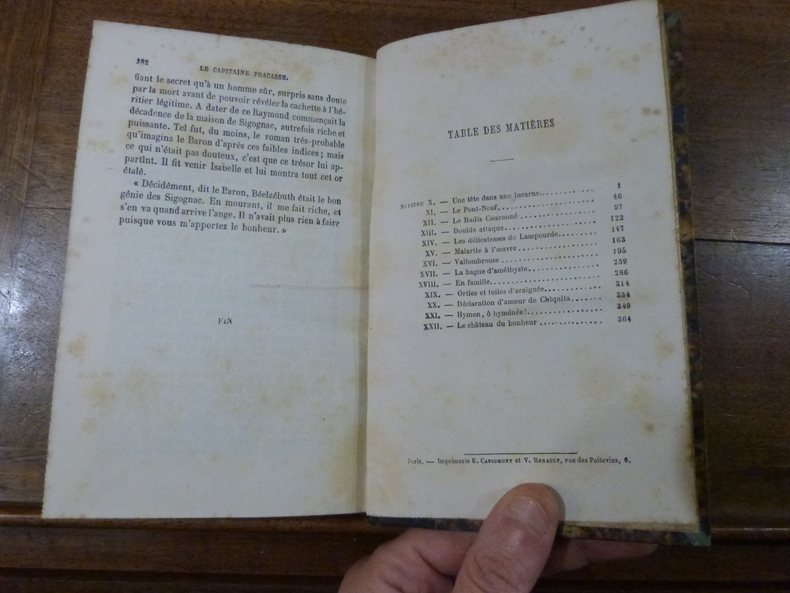 382
LE CAPITAINE FRACASSE.
fiant le secret qu'à un homme sûr, surpris sans doute
par la mort avant de pouvoir révéler la cachette à l'hé-
ritier légitime. A dater de ce Raymond commençait la
décadence de la maison de Sigognac, autrefois riche et
puissante. Tel fut, du moins, le roman très-probable
qu'imagina le Baron d'après ces faibles indices; mais
ce qui n'était pas douteux, c'est que ce trésor lui ap-
partînt. Il fit venir Isabelle et lui montra tout cet or
étalé.
« Décidément, dit le Baron, Béelzébuth était le bon
génie des Sigognac. En mourant, il me fait riche, et
s'en va quand arrive l'ange. Il n'avait plus rien à faire
puisque vous m'apportez le bonheur. »
FIN
TABLE DES MATIÈRES
X. — Une tête dans une lucarne......... 1
XI. — Le Pont-Neuf................ 46
XII. — Le Radis Couronné............ 97
XIII. — Double attaque............... 122
XIV. — Les délicatesses de Lampourde...... 147
XV. — Malartic à l'œuvre............ 163
XVI. — Vallombreuse................ 195
XVII. — La bague d'améthyste............ 239
XVIII. — En famille................ 286
XIX. — Orties et toiles d'araignée.......... 314
XX. — Déclaration d'amour de Chiquita...... 334
XXI. — Hymen, ô hyménée!............. 349
XXII. — Le château du bonheur ............ 364
Paris. — Imprimerie E. CAPIOMONT et V. RENAULT, rue des Poitevins, 6.